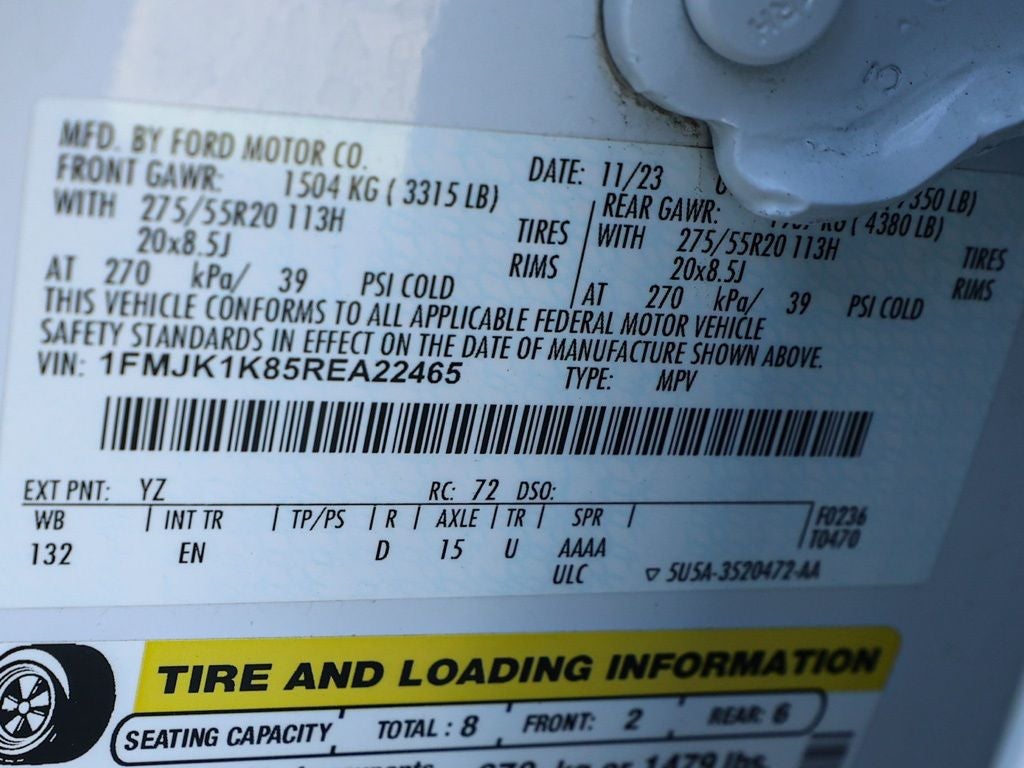 MFD. BY FORD MOTOR CO.
DATE: 11/23
350 LB)
FRONT GAWR: 1504 KG ( 3315 LB)
REAR GAWR: KG ( 4380 LB)
WITH 275/55R20 113H TIRES
WITH 275/55R20 113H TIRES
20x8.5J RIMS
20x8.5J RIMS
AT 270 kPa/ 39 PSI COLD
AT 270 kPa/ 39 PSI COLD
THIS VEHICLE CONFORMS TO ALL APPLICABLE FEDERAL MOTOR VEHICLE
SAFETY STANDARDS IN EFFECT ON THE DATE OF MANUFACTURE SHOWN ABOVE.
VIN: 1FMJK1K85REA22465 TYPE: MPV
EXT PNT: YZ RC: 72 DSO:
WB | INT TR | TP/PS | R | AXLE | TR | SPR | F0236
132 EN D 15 U AAAA T0470
ULC ▽ 5U5A-3520472-AA
TIRE AND LOADING INFORMATION
SEATING CAPACITY TOTAL : 8 FRONT: 2 REAR: 6
kg or 1479 lbs.